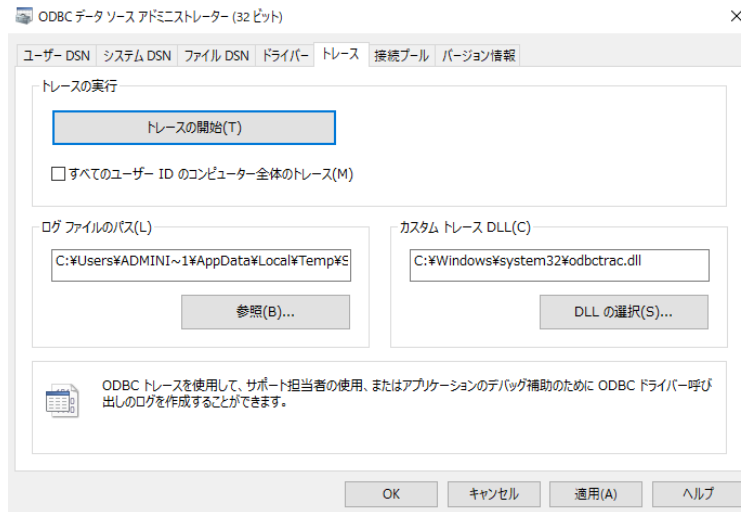 ODBC データ ソース アドミニストレーター (32 ビット)
ユーザー DSN システム DSN ファイル DSN ドライバー トレース 接続プール バージョン情報
トレースの実行
トレースの開始(T)
すべてのユーザー ID のコンピューター全体のトレース(M)
ログ ファイルのパス(L)
C:¥Users¥ADMINI~1¥AppData¥Local¥Temp¥S
参照(B)...
カスタム トレース DLL(C)
C:¥Windows¥system32¥odbctrac.dll
DLL の選択(S)...
ODBC トレースを使用して、サポート担当者の使用、またはアプリケーションのデバッグ補助のために ODBC ドライバー呼び
出しのログを作成することができます。
OK キャンセル 適用(A) ヘルプ